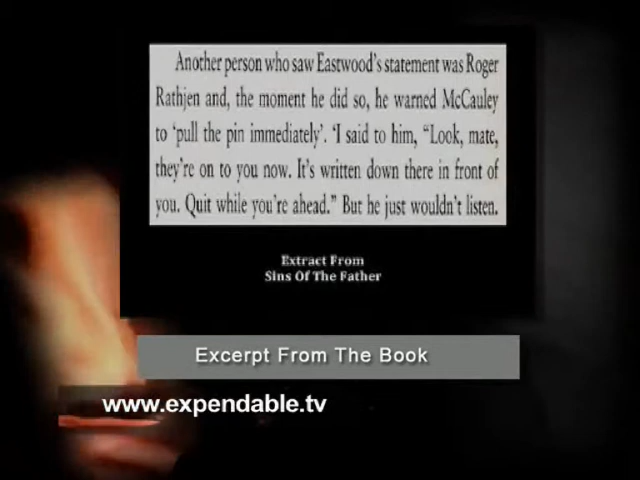 Another person who saw Eastwood's statement was Roger
Rathjen and, the moment he did so, he warned McCauley
to 'pull the pin immediately'. 'I said to him, "Look, mate,
they're on to you now. It's written down there in front of
you. Quit while you're ahead." But he just wouldn't listen.
Extract From
Sins Of The Father
Excerpt From The Book
www.expendable.tv